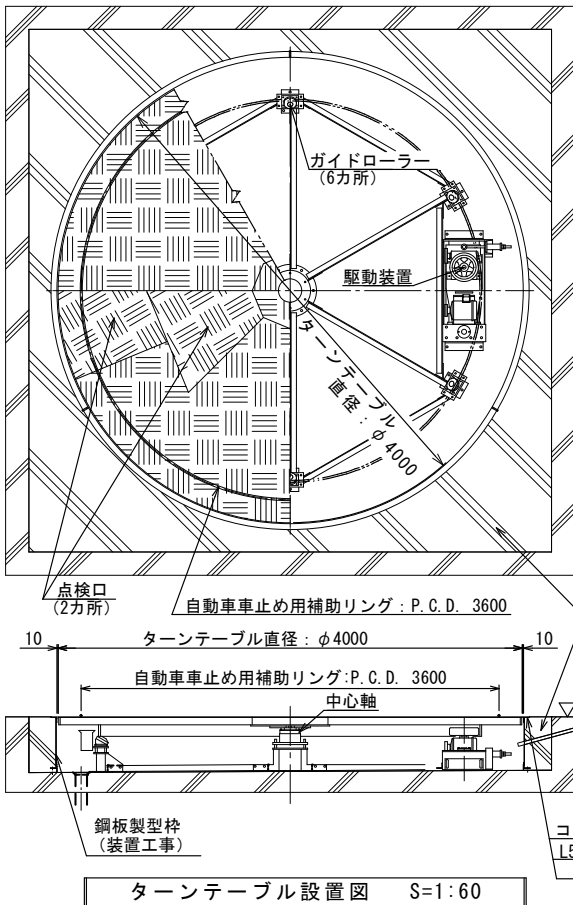 ガイドローラー
(6カ所)
駆動装置
ターンテーブル
直径：φ4000
点検口
(2カ所)
自動車車止め用補助リング：P.C.D. 3600
10
ターンテーブル直径：φ4000
10
自動車車止め用補助リング:P.C.D. 3600
中心軸
鋼板製型枠
(装置工事)
コ
L5
ターンテーブル設置図 S=1:60